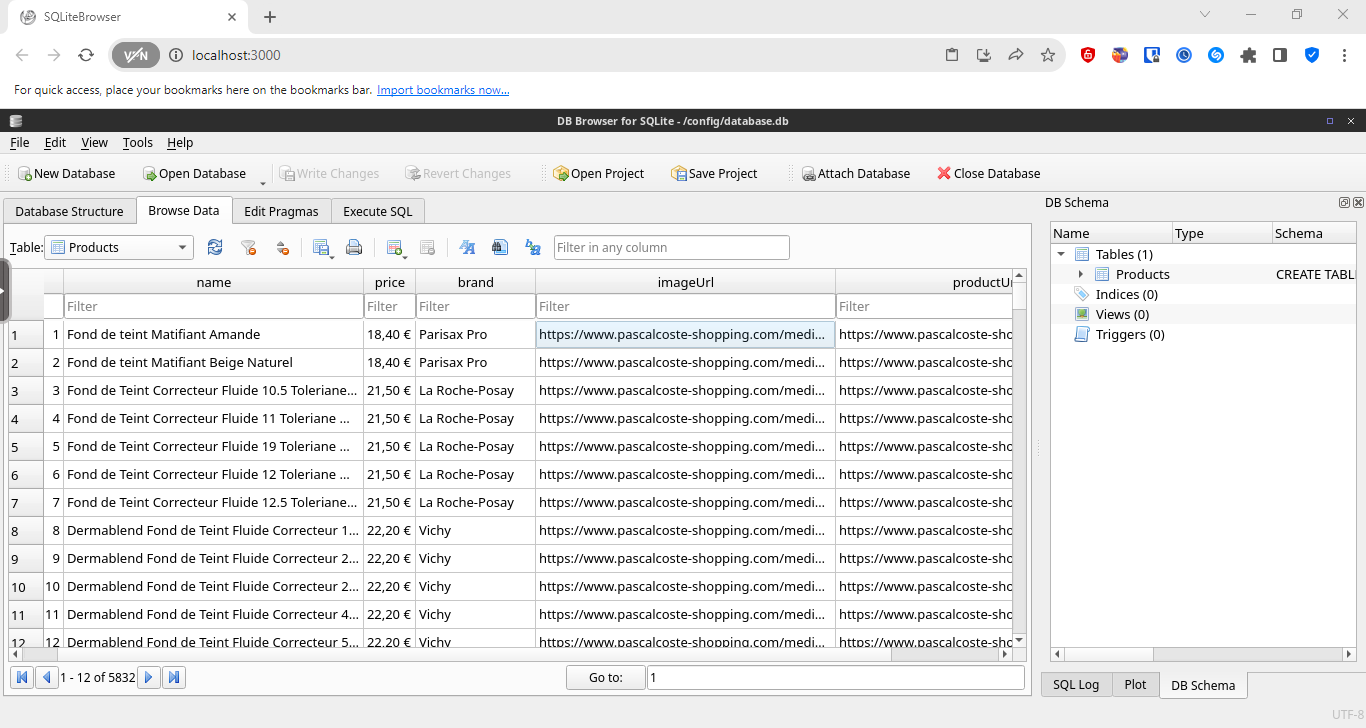 SQLiteBrowser
VPN localhost:3000
For quick access, place your bookmarks here on the bookmarks bar. Import bookmarks now...
DB Browser for SQLite - /config/database.db
File Edit View Tools Help
New Database Open Database Write Changes Revert Changes Open Project Save Project Attach Database Close Database
Database Structure Browse Data Edit Pragmas Execute SQL
Table: Products Filter in any column
name price brand imageUrl productUr
Filter Filter Filter Filter Filter
1 1 Fond de teint Matifiant Amande 18,40 € Parisax Pro https://www.pascalcoste-shopping.com/medi... https://www.pascalcoste-sho
2 2 Fond de teint Matifiant Beige Naturel 18,40 € Parisax Pro https://www.pascalcoste-shopping.com/medi... https://www.pascalcoste-sho
3 3 Fond de Teint Correcteur Fluide 10.5 Toleriane... 21,50 € La Roche-Posay https://www.pascalcoste-shopping.com/medi... https://www.pascalcoste-sho
4 4 Fond de Teint Correcteur Fluide 11 Toleriane ... 21,50 € La Roche-Posay https://www.pascalcoste-shopping.com/medi... https://www.pascalcoste-sho
5 5 Fond de Teint Correcteur Fluide 19 Toleriane ... 21,50 € La Roche-Posay https://www.pascalcoste-shopping.com/medi... https://www.pascalcoste-sho
6 6 Fond de Teint Correcteur Fluide 12 Toleriane ... 21,50 € La Roche-Posay https://www.pascalcoste-shopping.com/medi... https://www.pascalcoste-sho
7 7 Fond de Teint Correcteur Fluide 12.5 Toleriane... 21,50 € La Roche-Posay https://www.pascalcoste-shopping.com/medi... https://www.pascalcoste-sho
8 8 Dermablend Fond de Teint Fluide Correcteur 1... 22,20 € Vichy https://www.pascalcoste-shopping.com/medi... https://www.pascalcoste-sho
9 9 Dermablend Fond de Teint Fluide Correcteur 2... 22,20 € Vichy https://www.pascalcoste-shopping.com/medi... https://www.pascalcoste-sho
10 10 Dermablend Fond de Teint Fluide Correcteur 2... 22,20 € Vichy https://www.pascalcoste-shopping.com/medi... https://www.pascalcoste-sho
11 11 Dermablend Fond de Teint Fluide Correcteur 4... 22,20 € Vichy https://www.pascalcoste-shopping.com/medi... https://www.pascalcoste-sho
12 12 Dermablend Fond de Teint Fluide Correcteur 5... 22,20 € Vichy https://www.pascalcoste-shopping.com/medi... https://www.pascalcoste-sho
1 - 12 of 5832 Go to: 1
DB Schema
Name Type Schema
Tables (1)
Products CREATE TABL
Indices (0)
Views (0)
Triggers (0)
SQL Log Plot DB Schema
UTF-8